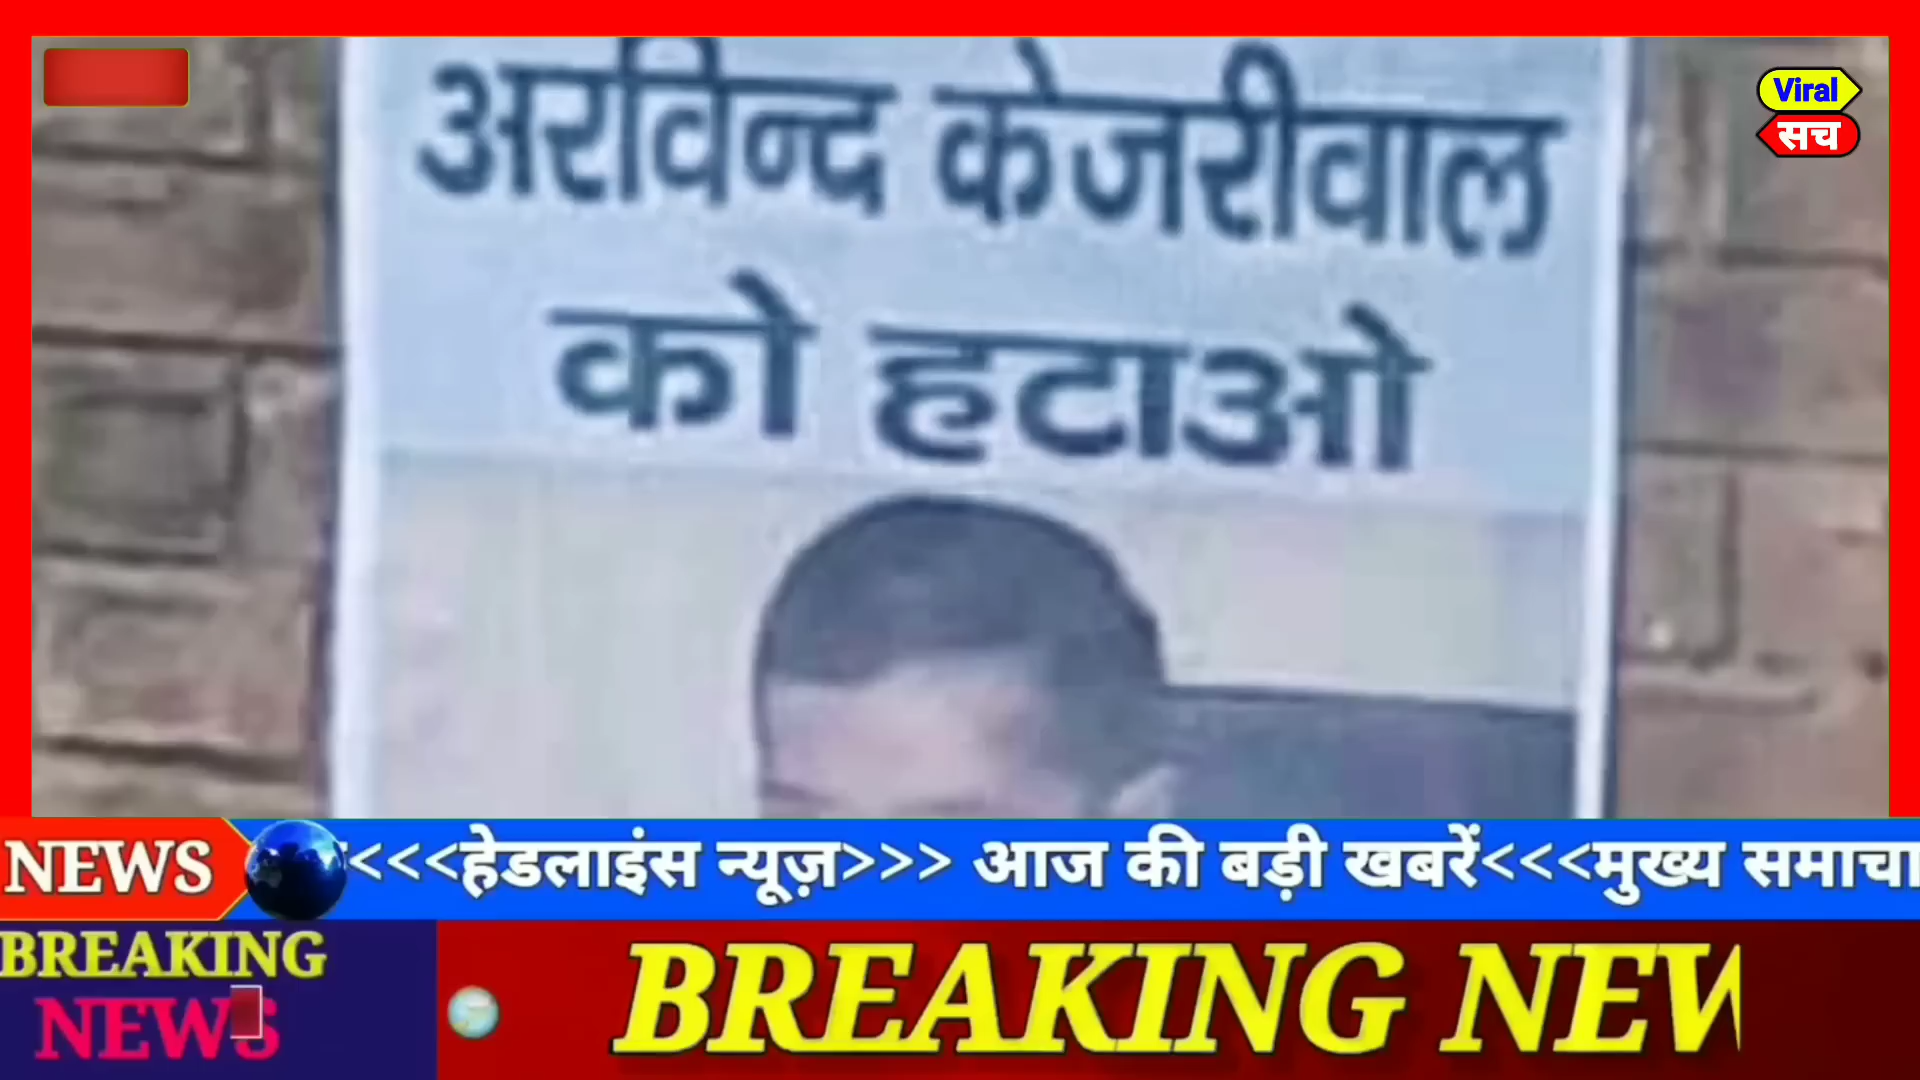 Viral
सच
अरविन्द केजरीवाल
को हटाओ
NEWS
<<<हेडलाइंस न्यूज़>>> आज की बड़ी खबरें<<<मुख्य समाचा
BREAKING
NEWS
BREAKING NEW